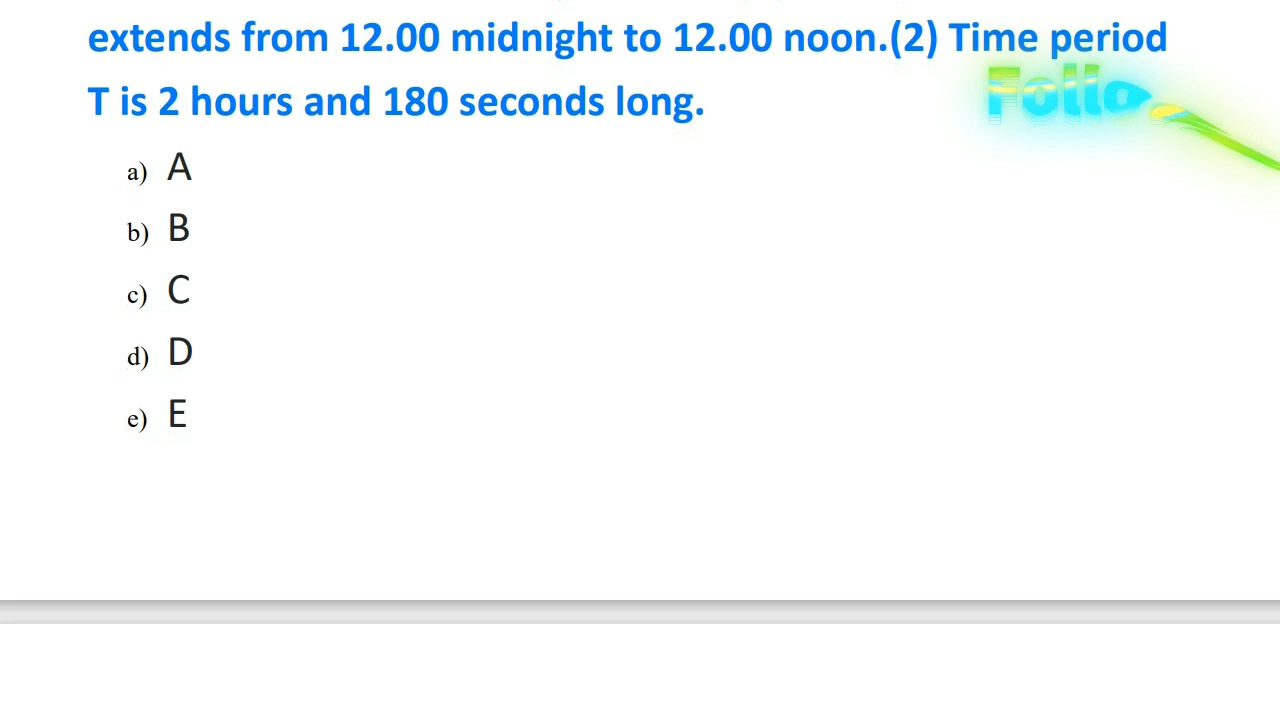 extends from 12.00 midnight to 12.00 noon.(2) Time period
T is 2 hours and 180 seconds long.
Follo
a) A
b) B
c) C
d) D
e) E